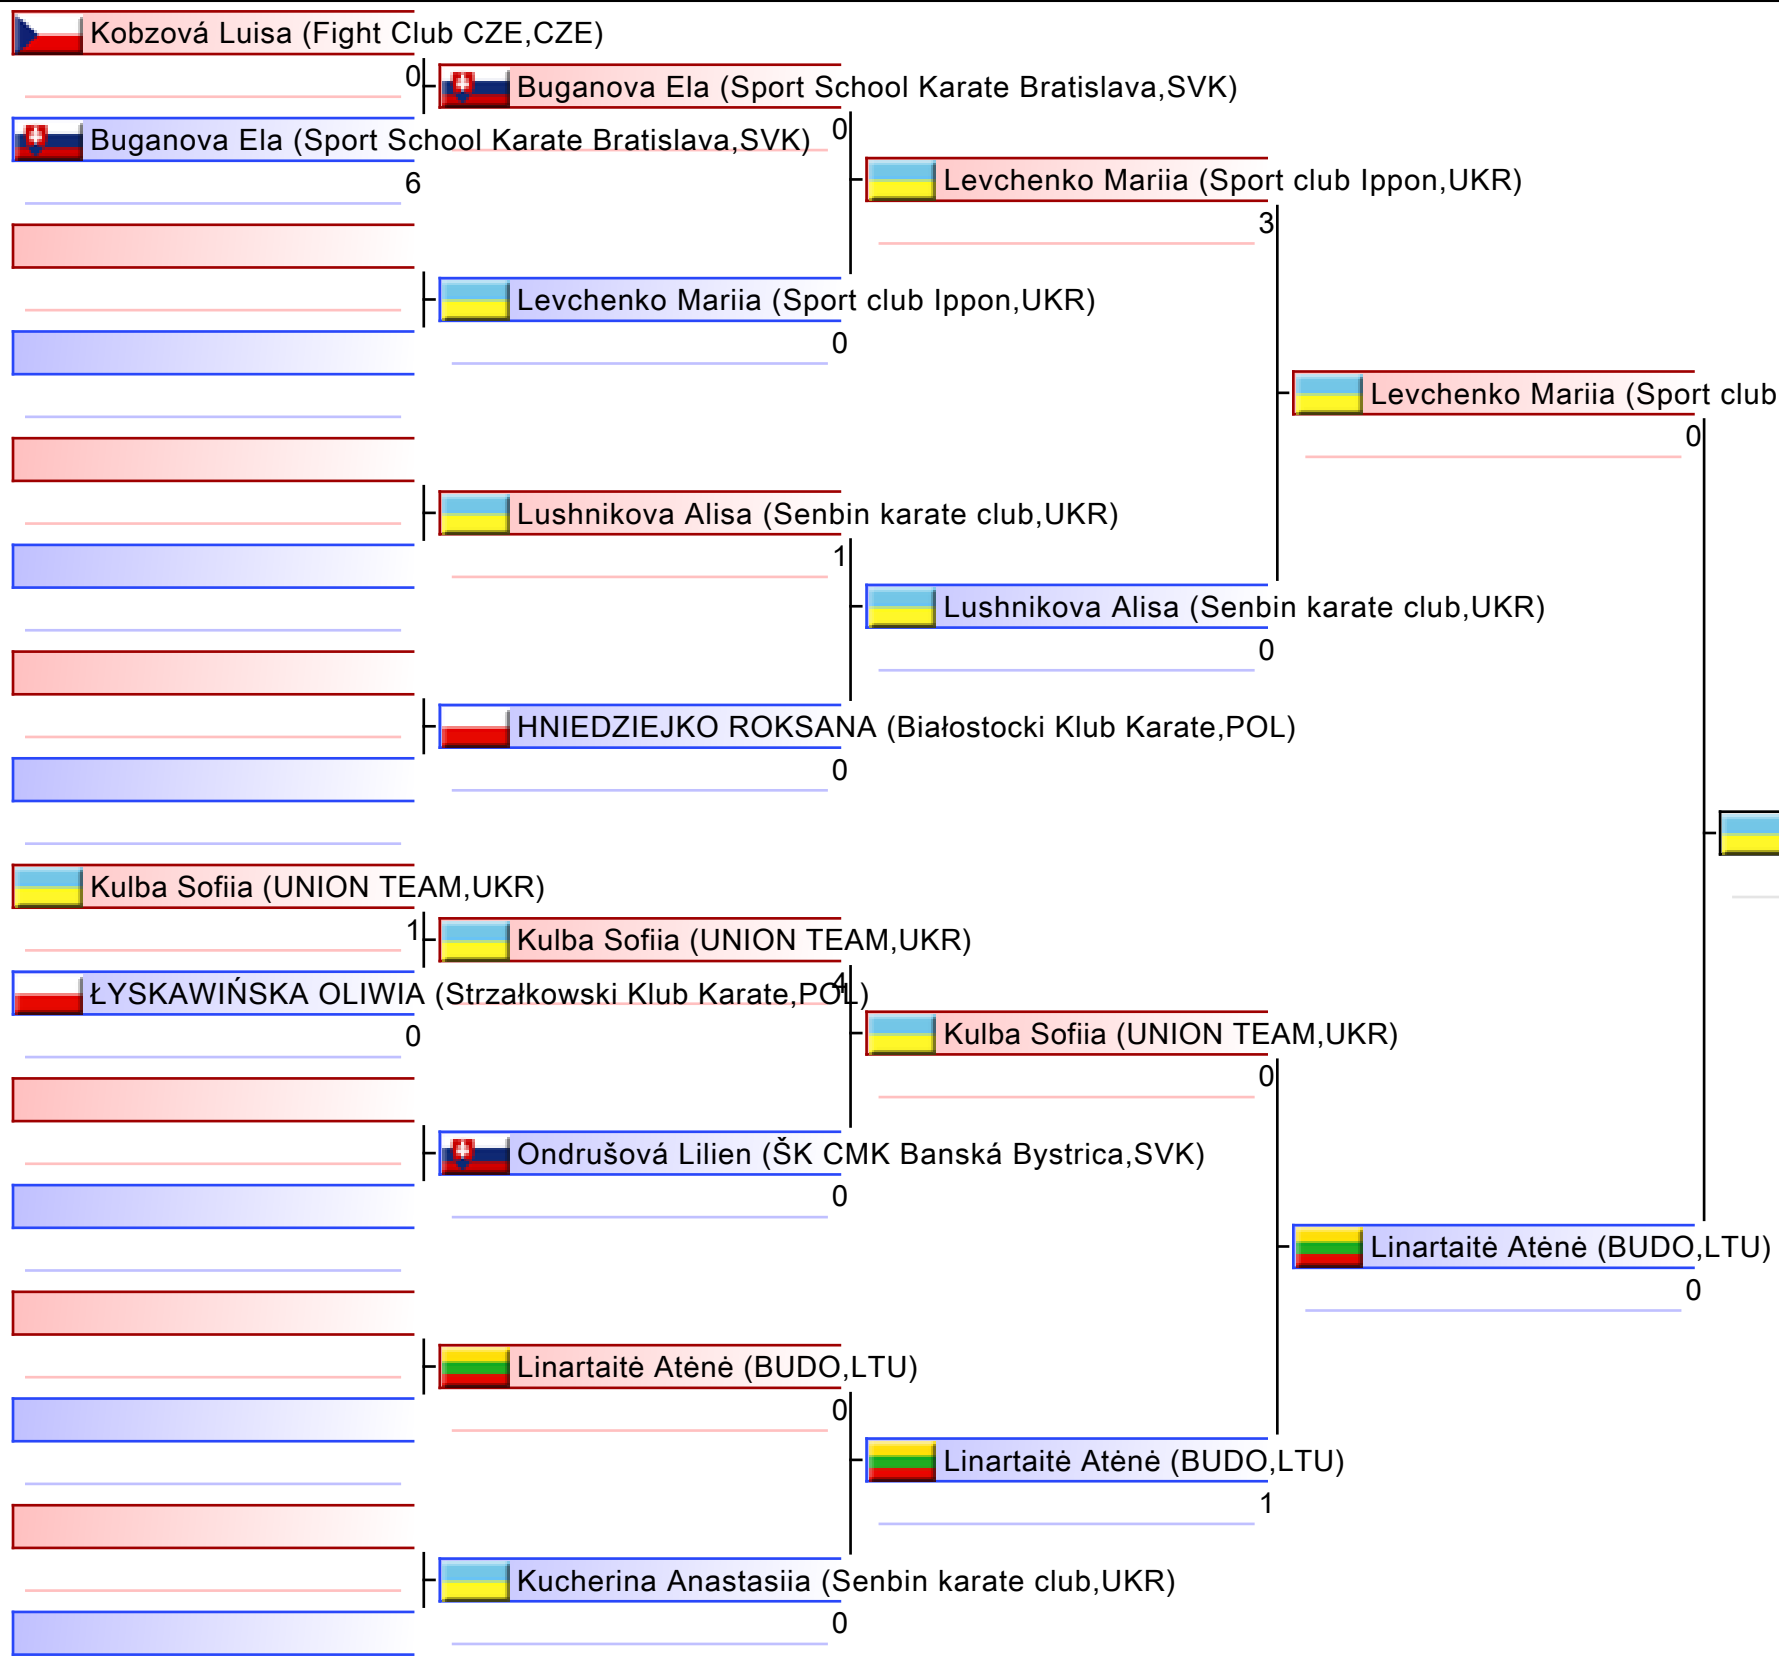 Kobzová Luisa (Fight Club CZE,CZE)
0
Buganova Ela (Sport School Karate Bratislava,SVK)
Buganova Ela (Sport School Karate Bratislava,SVK)
0
6
Levchenko Mariia (Sport club Ippon,UKR)
3
Levchenko Mariia (Sport club Ippon,UKR)
0
Levchenko Mariia (Sport club
0
Lushnikova Alisa (Senbin karate club,UKR)
1
Lushnikova Alisa (Senbin karate club,UKR)
0
HNIEDZIEJKO ROKSANA (Białostocki Klub Karate,POL)
0
Kulba Sofiia (UNION TEAM,UKR)
1
Kulba Sofiia (UNION TEAM,UKR)
4
ŁYSKAWIŃSKA OLIWIA (Strzałkowski Klub Karate,POL)
0
Kulba Sofiia (UNION TEAM,UKR)
0
Ondrušová Lilien (ŠK CMK Banská Bystrica,SVK)
0
Linartaitė Atėnė (BUDO,LTU)
0
Linartaitė Atėnė (BUDO,LTU)
0
Linartaitė Atėnė (BUDO,LTU)
1
Kucherina Anastasiia (Senbin karate club,UKR)
0